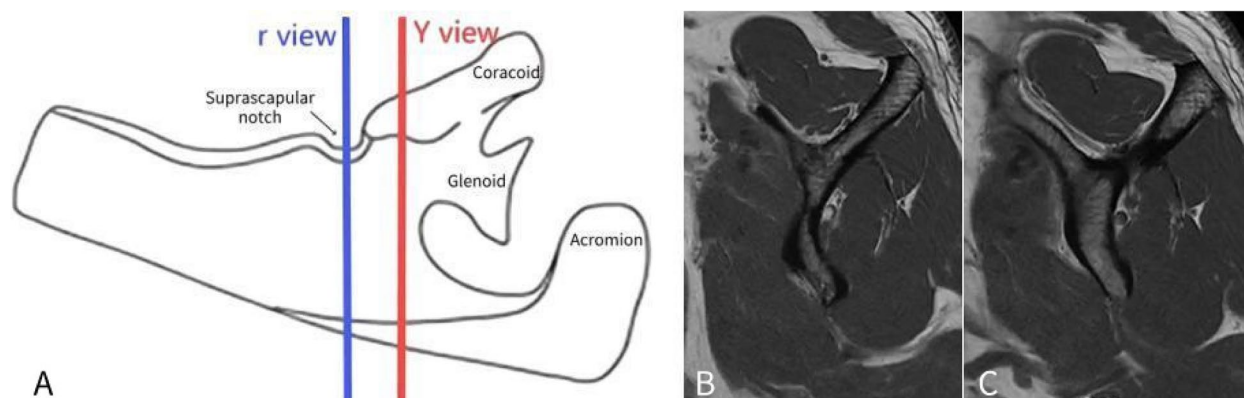 r view
Y view
Coracoid
Suprascapular
notch
Glenoid
Acromion
A
B
C